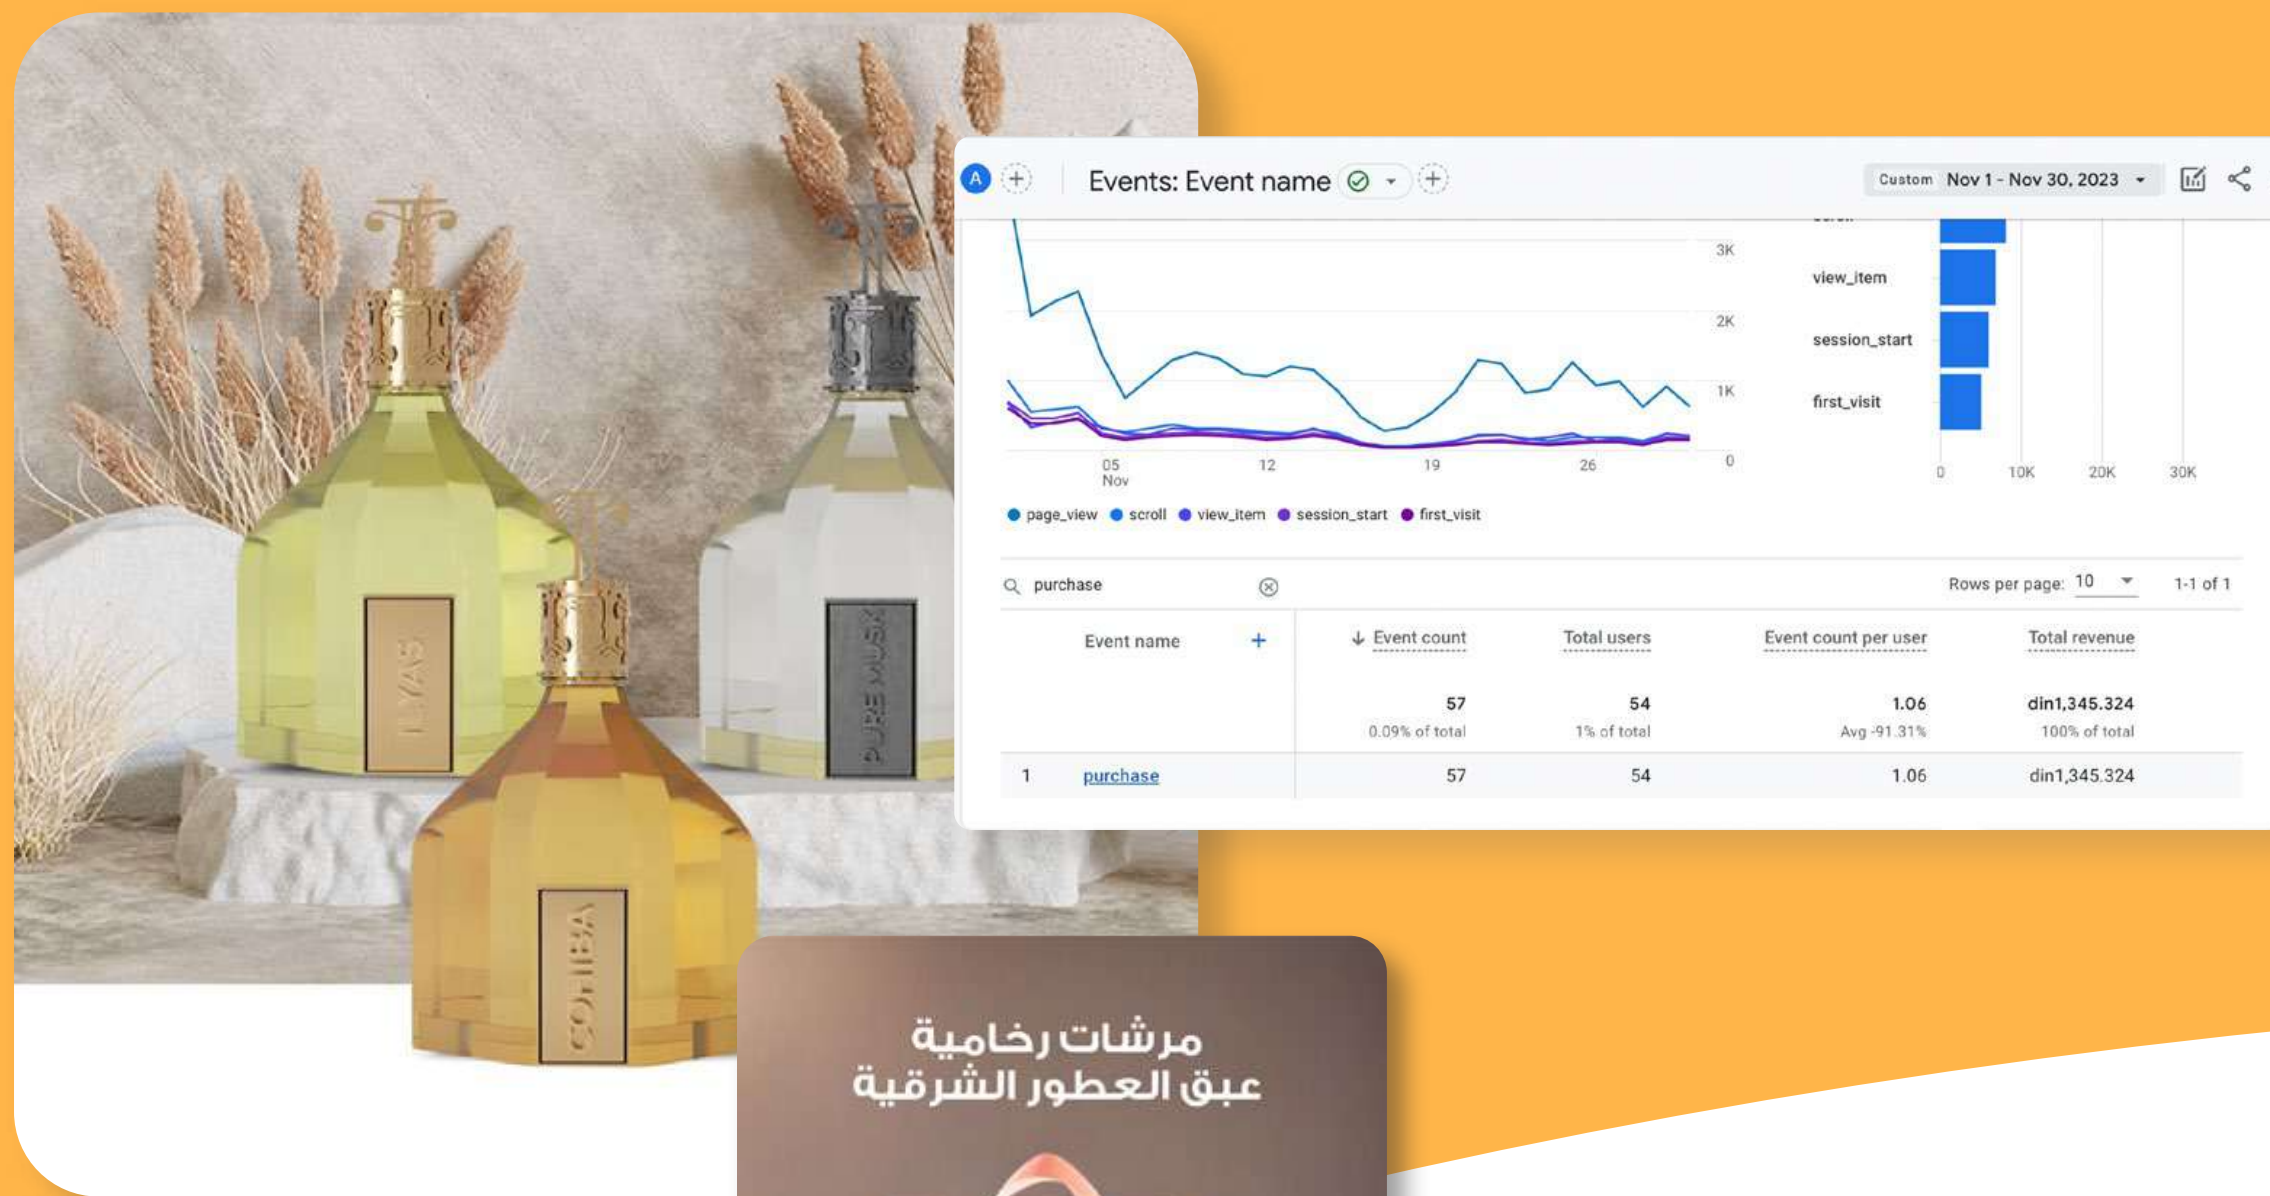 ILYAS
PURE MUSK
COHIBA
A
Events: Event name
Custom Nov 1 - Nov 30, 2023
3K
2K
1K
0
05
Nov
12
19
26
view_item
session_start
first_visit
0
10K
20K
30K
page_view scroll view_item session_start first_visit
purchase
Rows per page: 10 1-1 of 1
Event name + ↓ Event count Total users Event count per user Total revenue
57 54 1.06 din1,345.324
0.09% of total 1% of total Avg -91.31% 100% of total
1 purchase 57 54 1.06 din1,345.324
مرشات رخامية
عبق العطور الشرقية